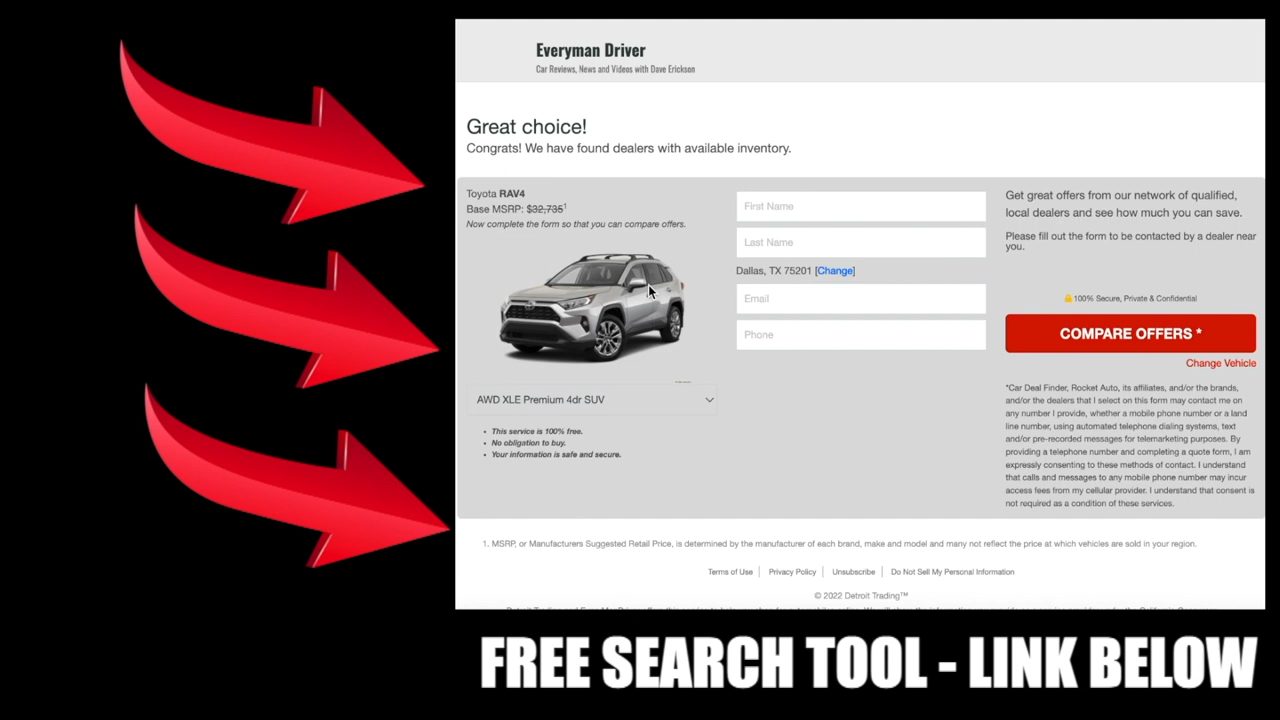 Everyman Driver
Car Reviews, News and Videos with Dave Erickson
Great choice!
Congrats! We have found dealers with available inventory.
Toyota RAV4
Base MSRP: $32,735¹
Now complete the form so that you can compare offers.
AWD XLE Premium 4dr SUV
• This service is 100% free.
• No obligation to buy.
• Your information is safe and secure.
First Name
Last Name
Dallas, TX 75201 [Change]
Email
Phone
Get great offers from our network of qualified,
local dealers and see how much you can save.
Please fill out the form to be contacted by a dealer near
you.
100% Secure, Private & Confidential
COMPARE OFFERS *
Change Vehicle
*Car Deal Finder, Rocket Auto, its affiliates, and/or the brands,
and/or the dealers that I select on this form may contact me on
any number I provide, whether a mobile phone number or a land
line number, using automated telephone dialing systems, text
and/or pre-recorded messages for telemarketing purposes. By
providing a telephone number and completing a quote form, I am
expressly consenting to these methods of contact. I understand
that calls and messages to any mobile phone number may incur
access fees from my cellular provider. I understand that consent is
not required as a condition of these services.
1. MSRP, or Manufacturers Suggested Retail Price, is determined by the manufacturer of each brand, make and model and many not reflect the price at which vehicles are sold in your region.
Terms of Use | Privacy Policy | Unsubscribe | Do Not Sell My Personal Information
© 2022 Detroit Trading™
FREE SEARCH TOOL - LINK BELOW